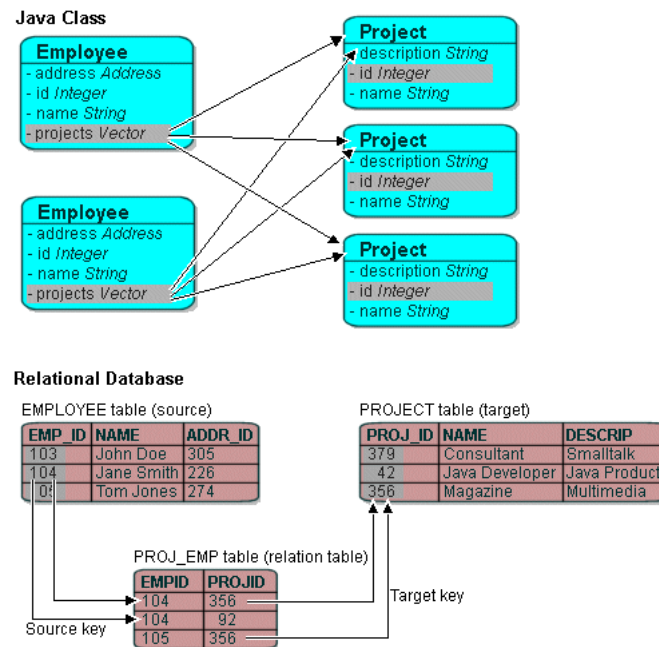 Java Class
Employee
- address Address
- id Integer
- name String
- projects Vector
Employee
- address Address
- id Integer
- name String
- projects Vector
Project
- description String
- id Integer
- name String
Project
- description String
- id Integer
- name String
Project
- description String
- id Integer
- name String
Relational Database
EMPLOYEE table (source)
EMP_ID NAME ADDR_ID
103 John Doe 305
104 Jane Smith 226
05 Tom Jones 274
PROJECT table (target)
PROJ_ID NAME DESCRIP
379 Consultant Smalltalk
42 Java Developer Java Product
356 Magazine Multimedia
PROJ_EMP table (relation table)
EMPID PROJID
104 356
104 92
105 356
Source key
Target key